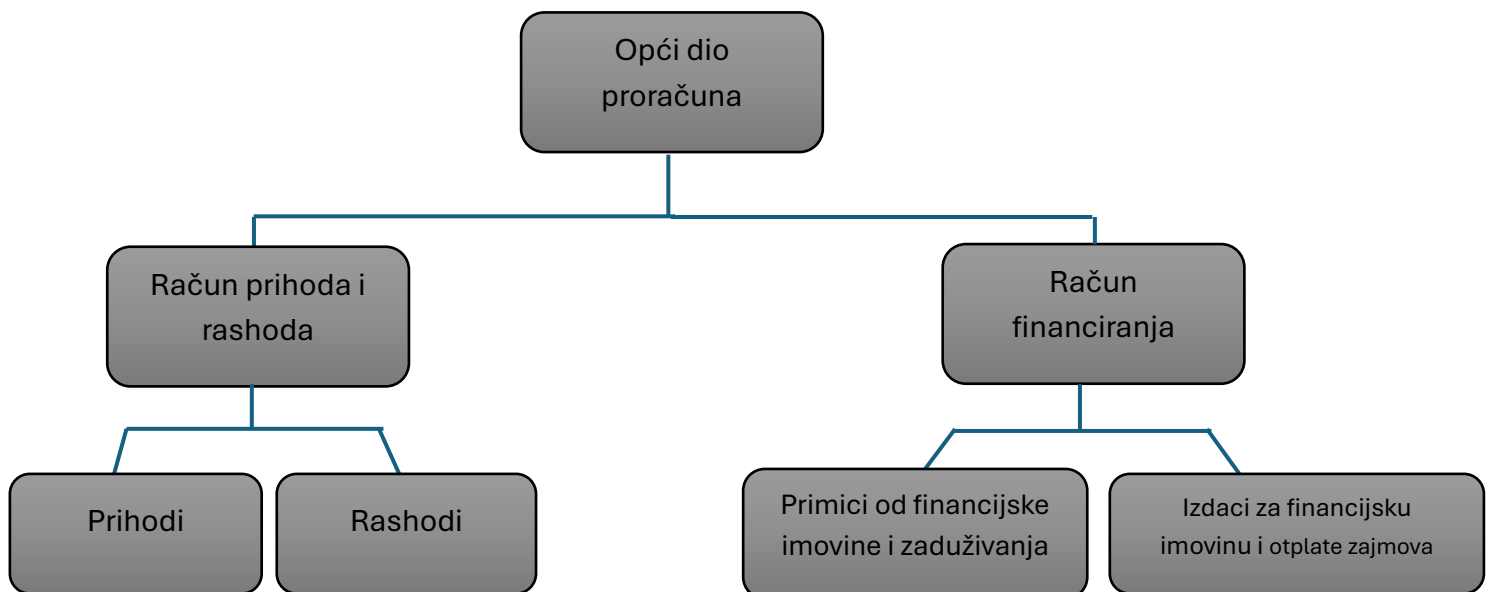 Opći dio
proračuna
Račun prihoda i
rashoda
Račun
financiranja
Prihodi
Rashodi
Primici od financijske
imovine i zaduživanja
Izdaci za financijsku
imovinu i otplate zajmova